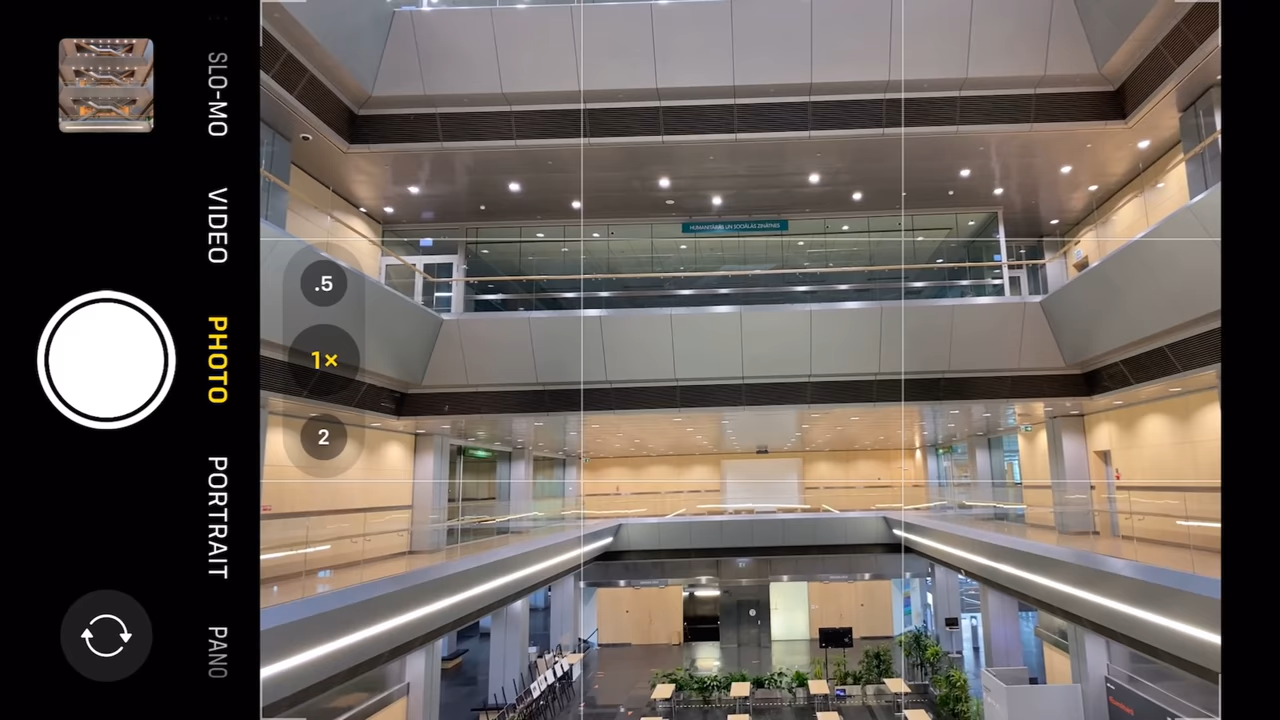 SLO-MO
VIDEO
PHOTO
PORTRAIT
PANO
.5
1×
2
HUMANITĀRĀS UN SOCIĀLĀS ZINĀTNES